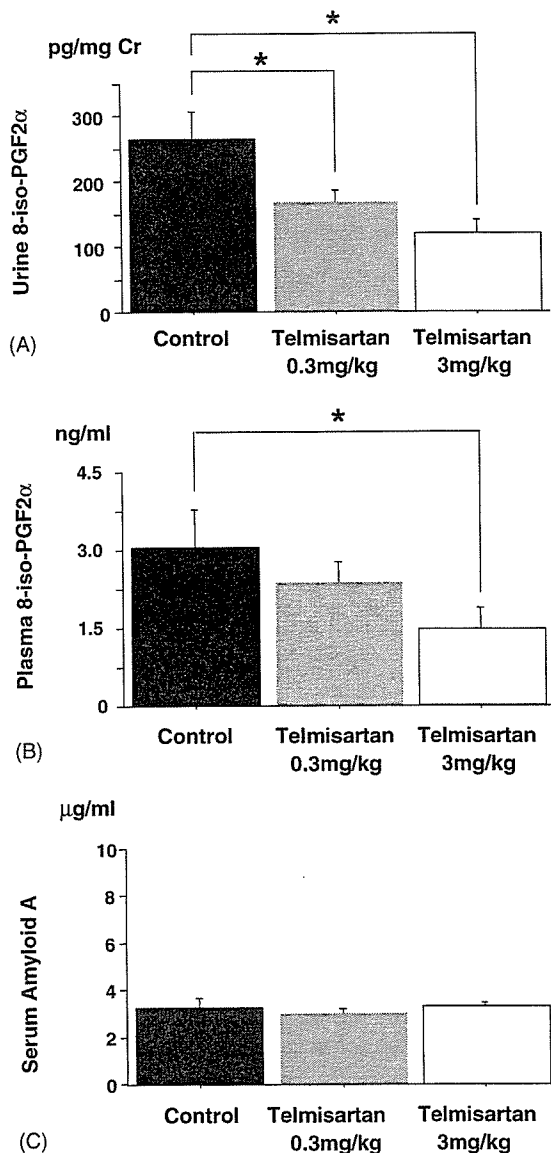 *
pg/mg Cr
*
300
200
100
0
Urine 8-iso-PGF2α
Control
Telmisartan
0.3mg/kg
Telmisartan
3mg/kg
(A)
ng/ml
*
4.5
3.0
1.5
0
Plasma 8-iso-PGF2α
Control
Telmisartan
0.3mg/kg
Telmisartan
3mg/kg
(B)
μg/ml
10
8
6
4
2
0
Serum Amyloid A
Control
Telmisartan
0.3mg/kg
Telmisartan
3mg/kg
(C)